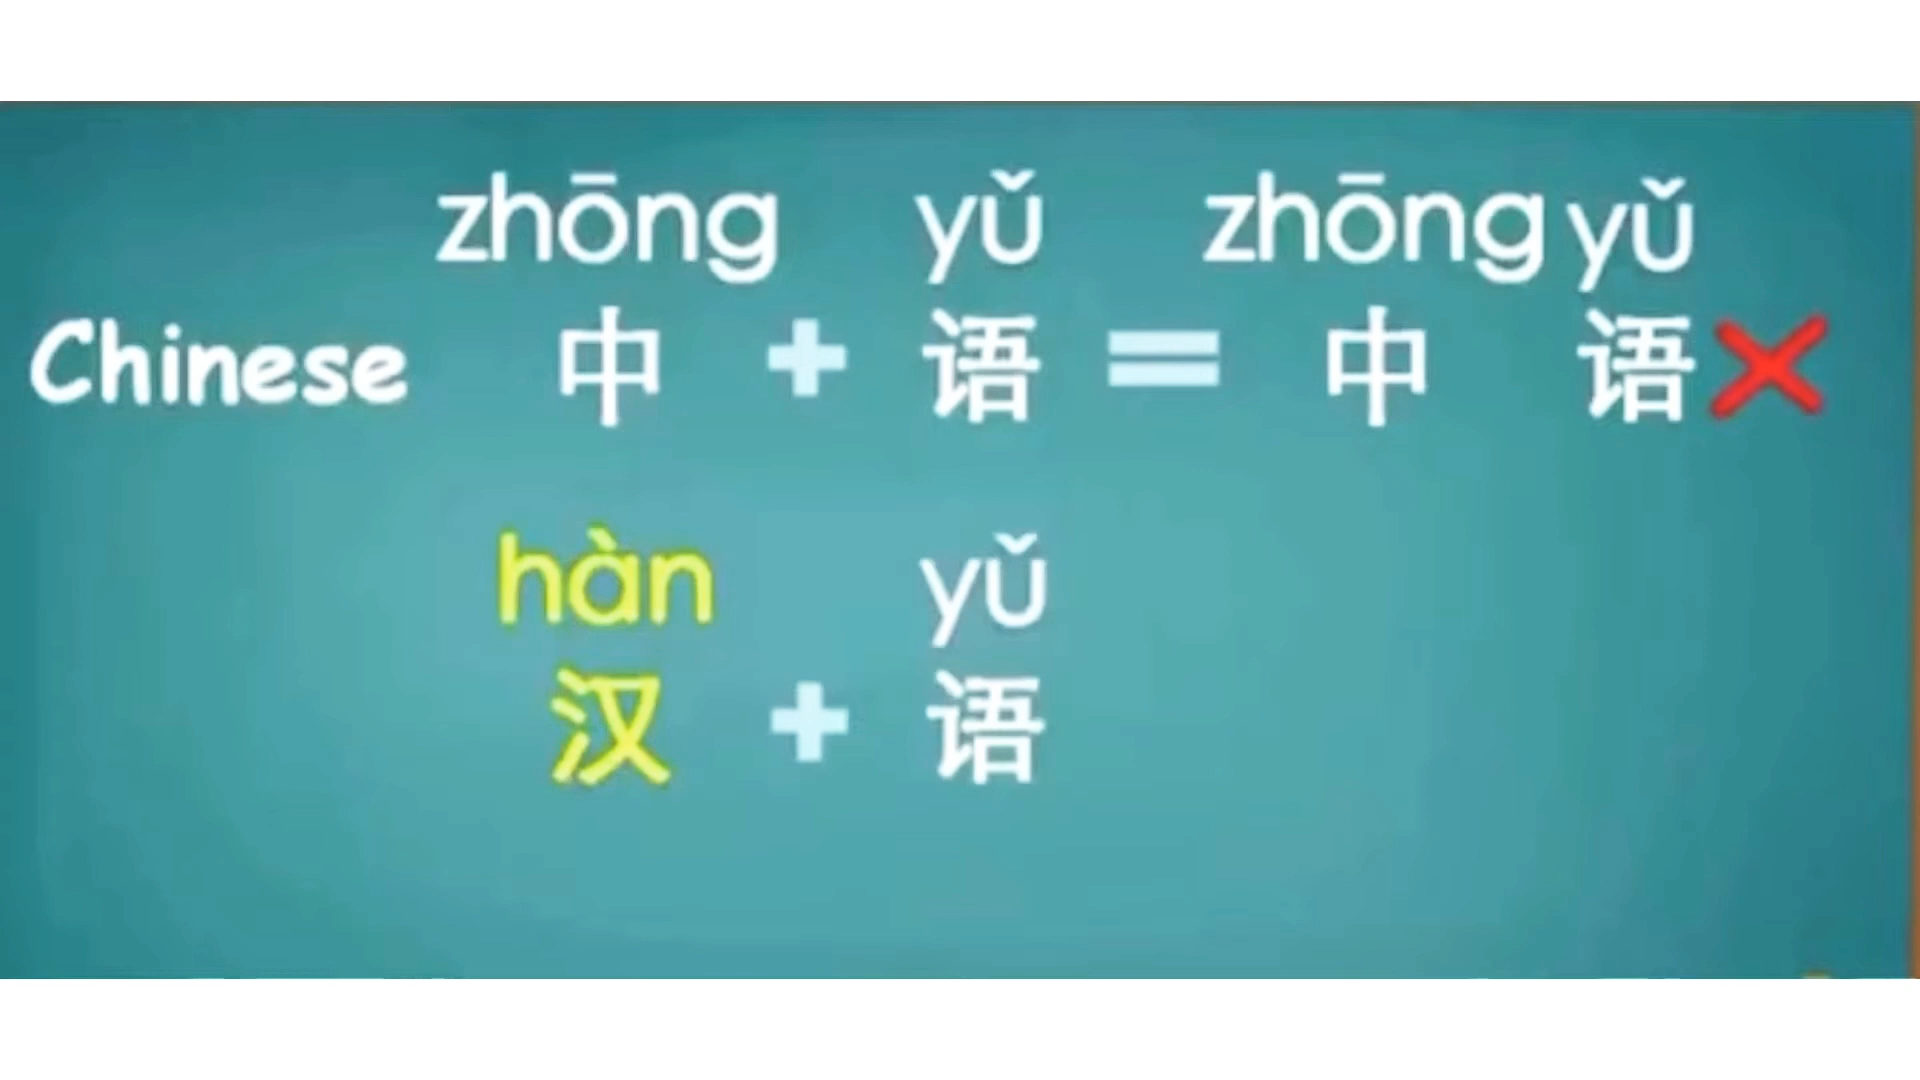 zhōng yǔ zhōng yǔ
Chinese 中 + 语 = 中 语 ✕
hàn yǔ
汉 + 语